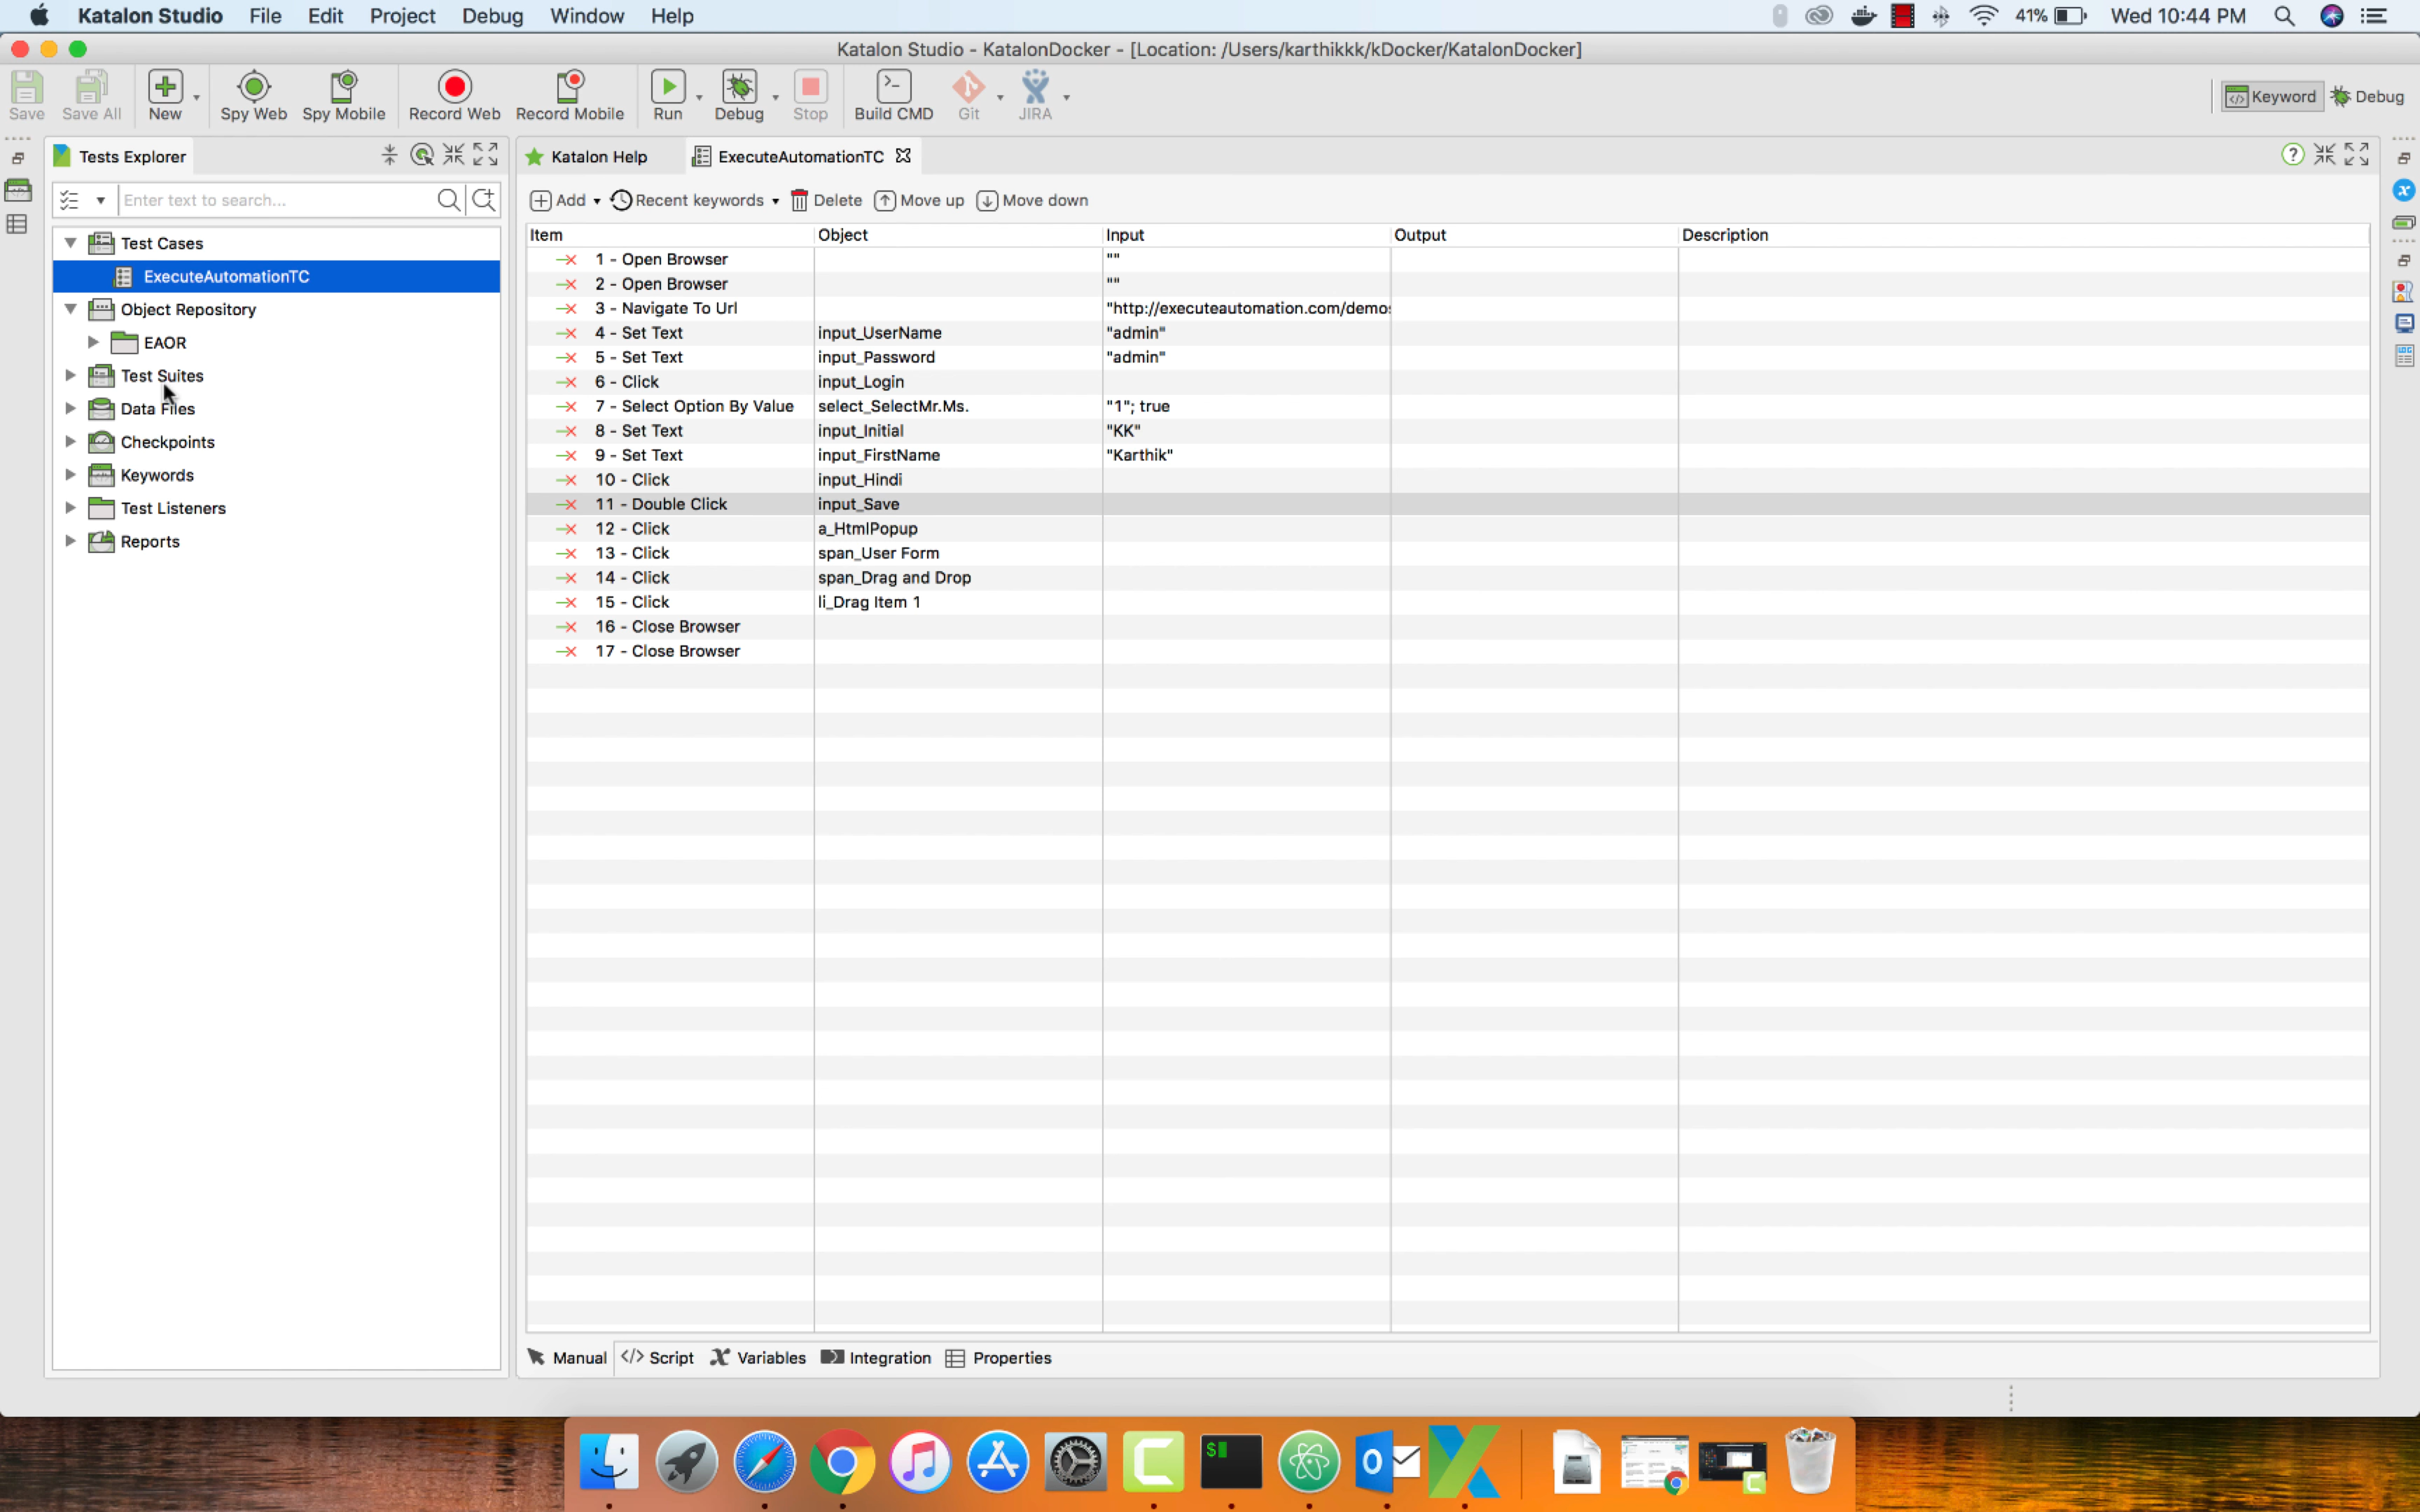 Katalon Studio File Edit Project Debug Window Help 41% Wed 10:44 PM
Katalon Studio - KatalonDocker - [Location: /Users/karthikkk/kDocker/KatalonDocker]
Save Save All New Spy Web Spy Mobile Record Web Record Mobile Run Debug Stop Build CMD Git JIRA Keyword Debug
Tests Explorer
Enter text to search...
Test Cases
ExecuteAutomationTC
Object Repository
EAOR
Test Suites
Data Files
Checkpoints
Keywords
Test Listeners
Reports
Katalon Help ExecuteAutomationTC
Add Recent keywords Delete Move up Move down
Item Object Input Output Description
1 - Open Browser ""
2 - Open Browser ""
3 - Navigate To Url "http://executeautomation.com/demo
4 - Set Text input_UserName "admin"
5 - Set Text input_Password "admin"
6 - Click input_Login
7 - Select Option By Value select_SelectMr.Ms. "1"; true
8 - Set Text input_Initial "KK"
9 - Set Text input_FirstName "Karthik"
10 - Click input_Hindi
11 - Double Click input_Save
12 - Click a_HtmlPopup
13 - Click span_User Form
14 - Click span_Drag and Drop
15 - Click li_Drag Item 1
16 - Close Browser
17 - Close Browser
Manual </> Script Variables Integration Properties